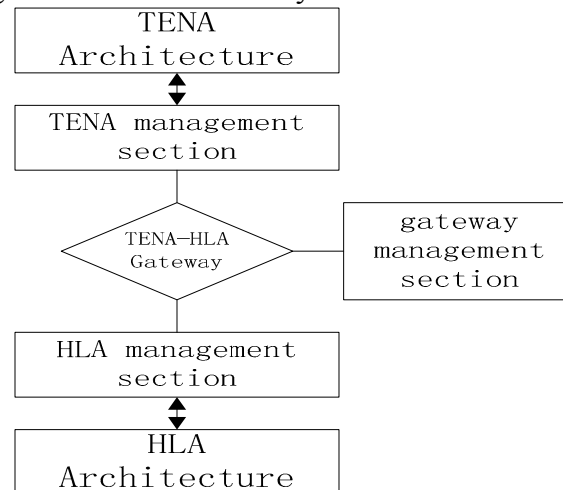 TENA
Architecture
TENA management
section
TENA-HLA
Gateway
gateway
management
section
HLA management
section
HLA
Architecture